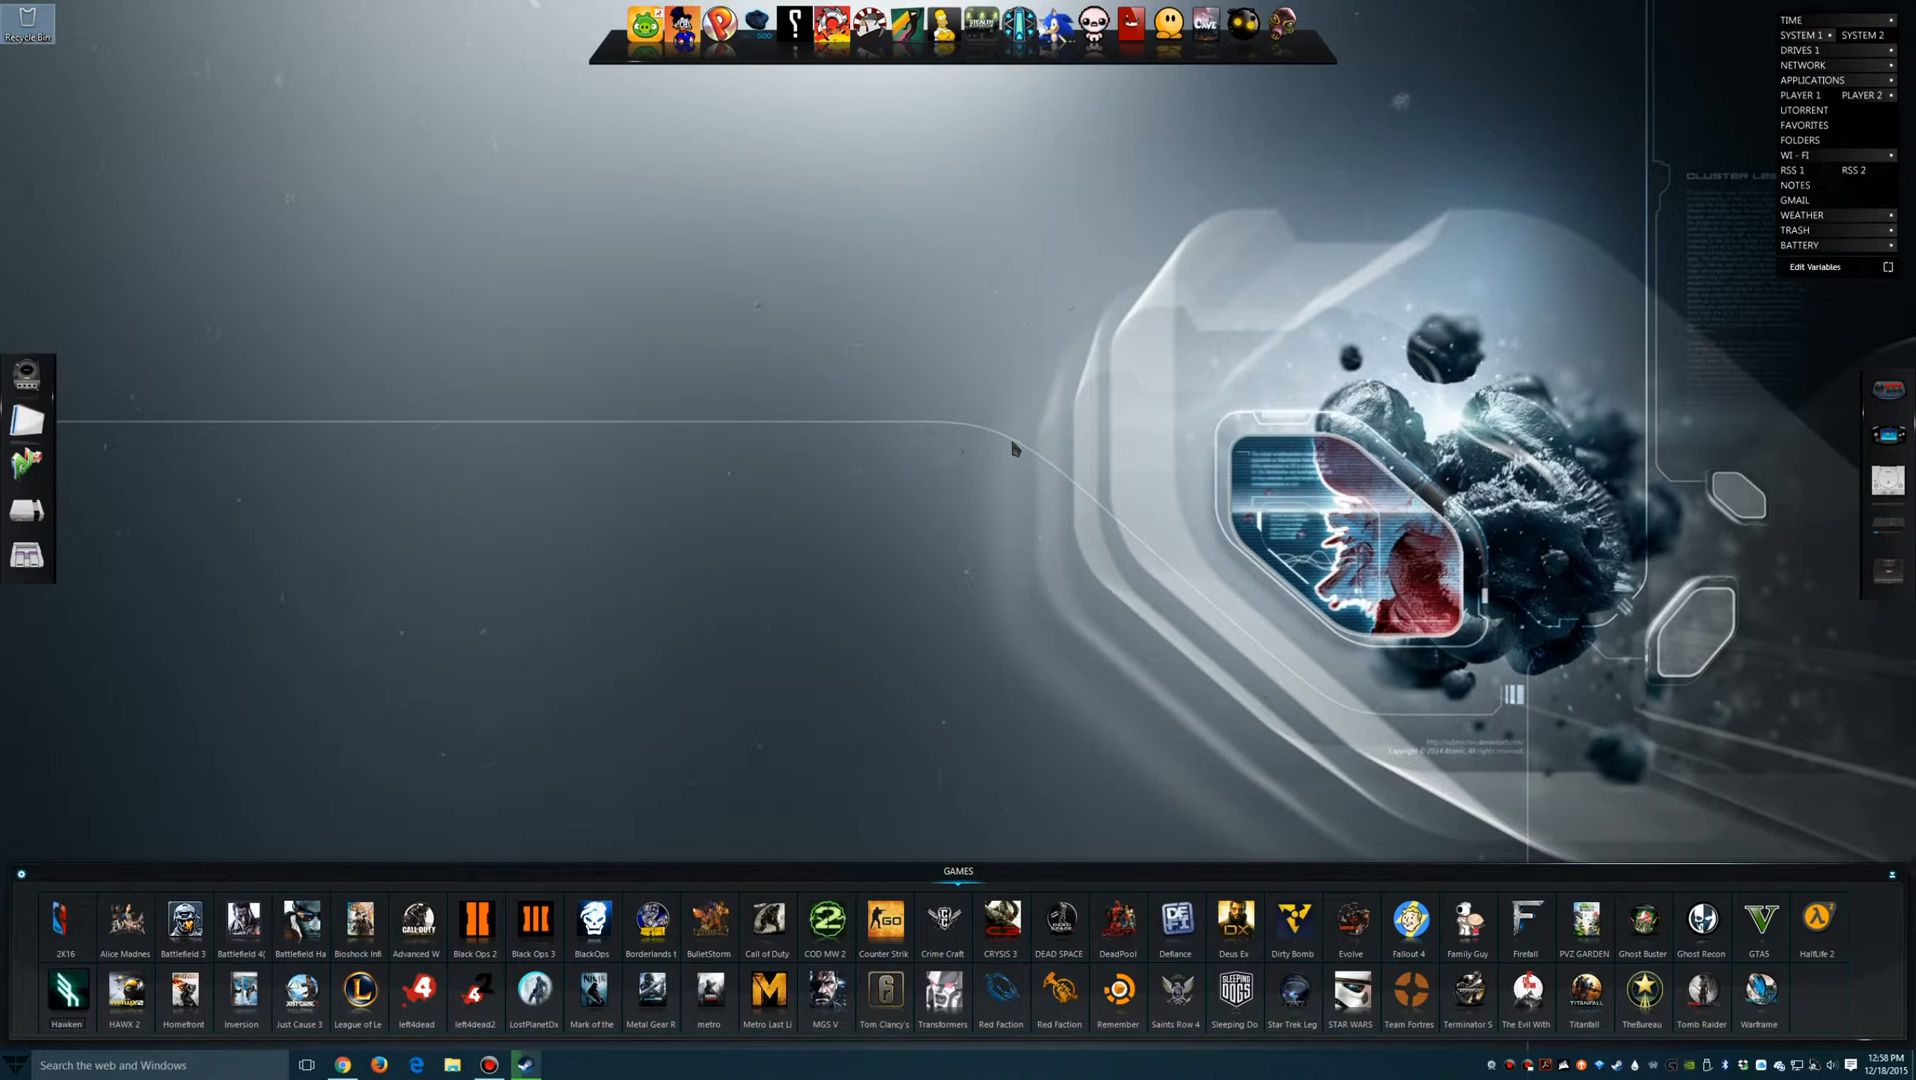 Recycle Bin
TIME
SYSTEM 1 SYSTEM 2
DRIVES 1
NETWORK
APPLICATIONS
PLAYER 1 PLAYER 2
UTORRENT
FAVORITES
FOLDERS
WI - FI
RSS 1 RSS 2
NOTES
GMAIL
WEATHER
TRASH
BATTERY
Edit Variables
Copyright © 2014 Atomic. All rights reserved.
GAMES
2K16 Alice Madnes Battlefield 3 Battlefield 4( Battlefield Ha Bioshock Infi Advanced W Black Ops 2 Black Ops 3 BlackOps Borderlands t BulletStorm Call of Duty COD MW 2 Counter Strik Crime Craft CRYSIS 3 DEAD SPACE DeadPool Defiance Deus Ex Dirty Bomb Evolve Fallout 4 Family Guy Firefall PVZ GARDEN Ghost Buster Ghost Recon GTA5 HalfLife 2
Hawken HAWX 2 Homefront Inversion Just Cause 3 League of Le left4dead left4dead2 LostPlanetDx Mark of the Metal Gear R metro Metro Last Li MGS V Tom Clancy's Transformers Red Faction Red Faction Remember Saints Row 4 Sleeping Do Star Trek Leg STAR WARS Team Fortres Terminator S The Evil With Titanfall TheBureau Tomb Raider Warframe
Search the web and Windows
12:58 PM
12/18/2015